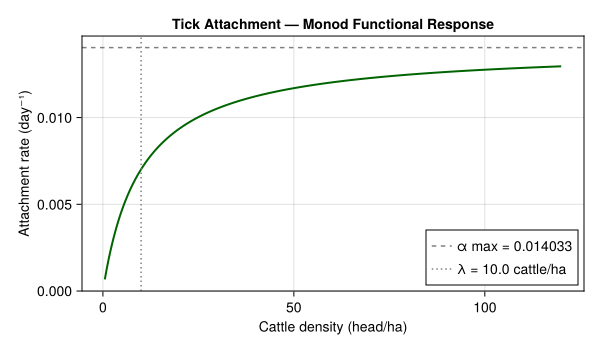 Tick Attachment — Monod Functional Response
Attachment rate (day⁻¹)
0.010
0.005
0.000
0
50
100
Cattle density (head/ha)
α max = 0.014033
λ = 10.0 cattle/ha